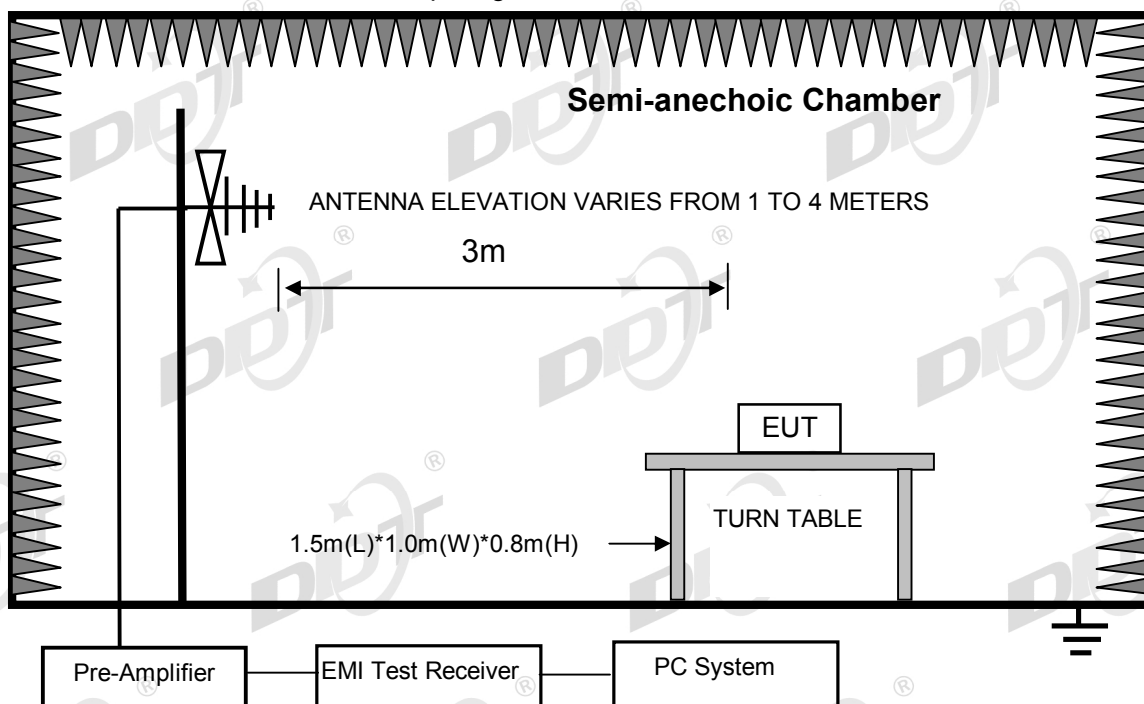 Semi-anechoic Chamber
ANTENNA ELEVATION VARIES FROM 1 TO 4 METERS
3m
EUT
TURN TABLE
1.5m(L)*1.0m(W)*0.8m(H)
Pre-Amplifier
EMI Test Receiver
PC System
DDT